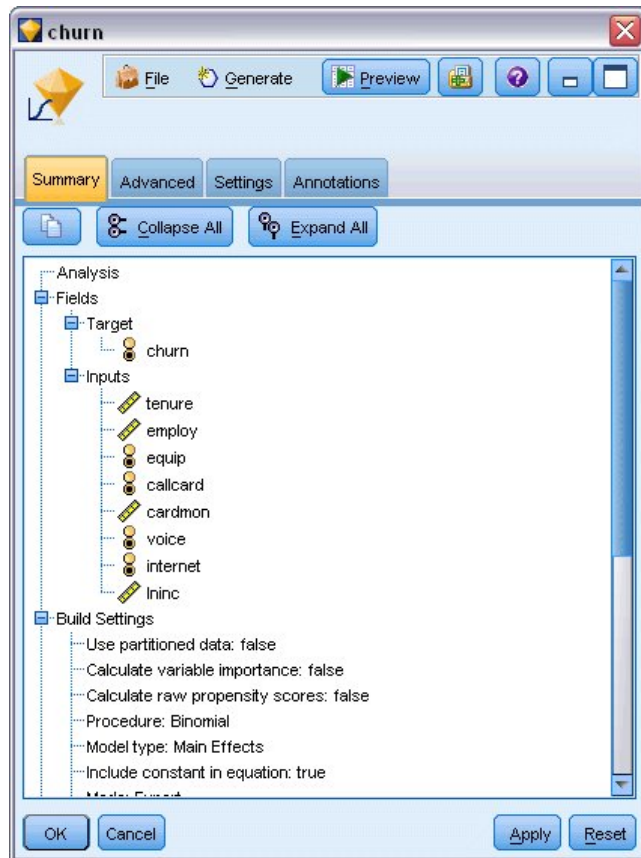 churn
File Generate Preview
Summary Advanced Settings Annotations
Collapse All Expand All
Analysis
Fields
Target
churn
Inputs
tenure
employ
equip
callcard
cardmon
voice
internet
lninc
Build Settings
Use partitioned data: false
Calculate variable importance: false
Calculate raw propensity scores: false
Procedure: Binomial
Model type: Main Effects
Include constant in equation: true
Mode: Expert
OK Cancel Apply Reset